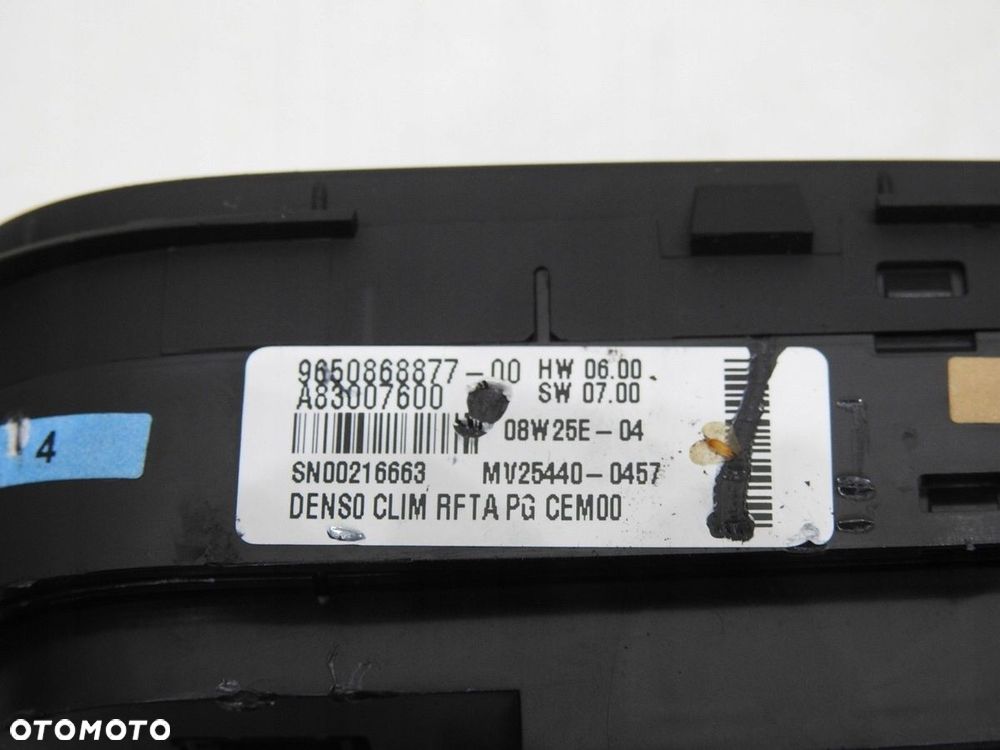 9650868877-00 HW 06.00
A83007600 SW 07.00
08W25E-04
SN00216663 MV25440-0457
DENSO CLIM RFTA PG CEM00
4
OTOMOTO